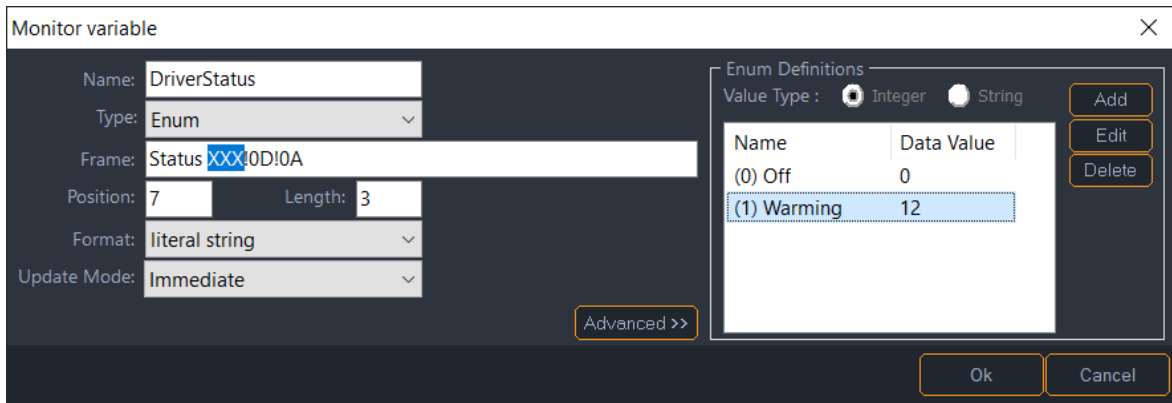 Monitor variable
Name: DriverStatus
Type: Enum
Frame: Status XXX!0D!0A
Position: 7 Length: 3
Format: literal string
Update Mode: Immediate
Advanced >>
Enum Definitions
Value Type : Integer String
Name Data Value
(0) Off 0
(1) Warming 12
Add
Edit
Delete
Ok Cancel